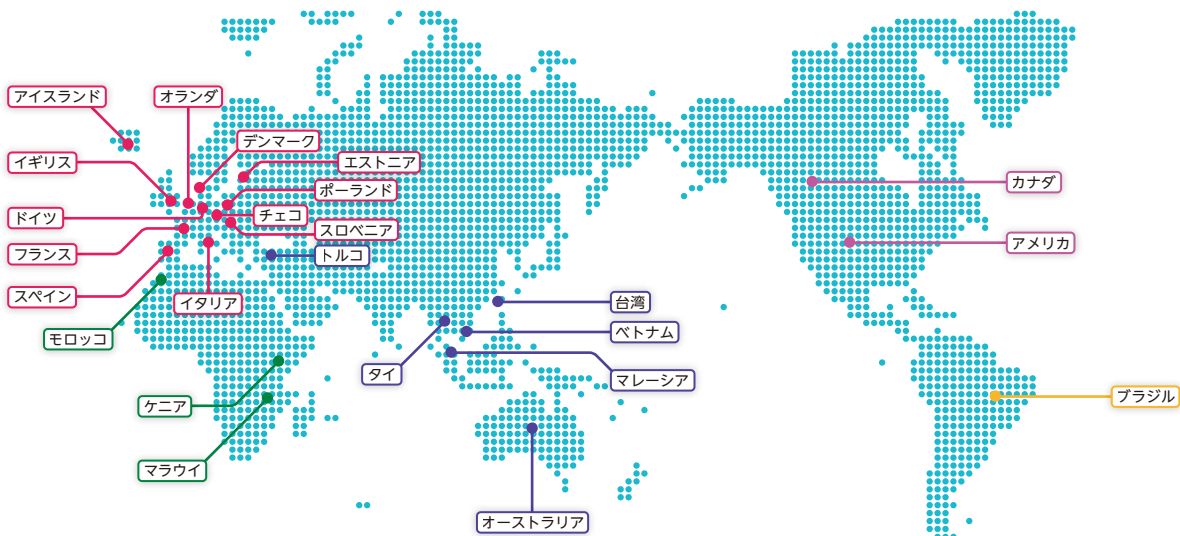 アイスランド
オランダ
デンマーク
イギリス
エストニア
ポーランド
ドイツ
チェコ
スロベニア
フランス
トルコ
スペイン
イタリア
モロッコ
台湾
ベトナム
タイ
マレーシア
ケニア
マラウイ
オーストラリア
カナダ
アメリカ
ブラジル